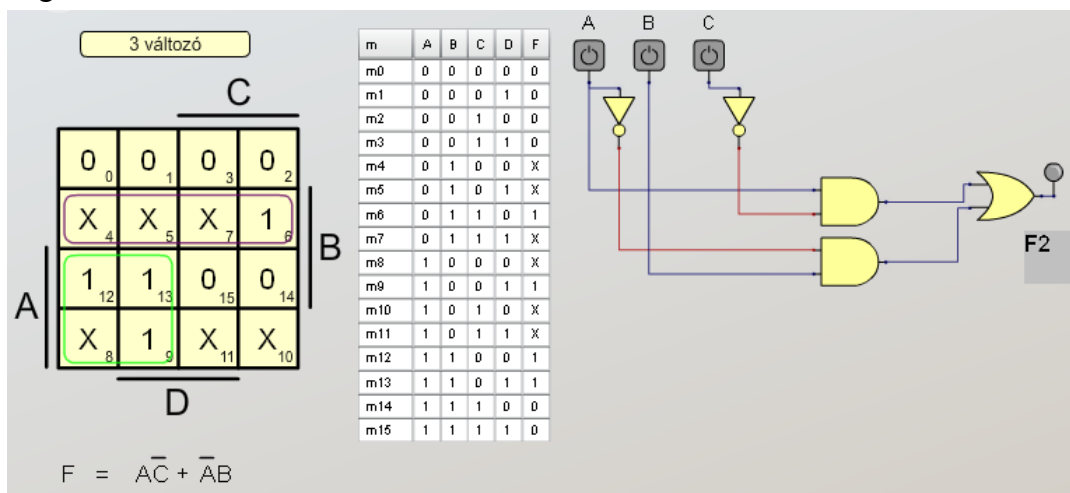 3 változó
C
0 0 0 1 0 3 0 2
X 4 X 5 X 7 1 6
B
1 12 1 13 0 15 0 14
A
X 8 1 9 X 11 X 10
D
F = AC̅ + A̅B
m A B C D F
m0 0 0 0 0 0
m1 0 0 0 1 0
m2 0 0 1 0 0
m3 0 0 1 1 0
m4 0 1 0 0 X
m5 0 1 0 1 X
m6 0 1 1 0 1
m7 0 1 1 1 X
m8 1 0 0 0 X
m9 1 0 0 1 1
m10 1 0 1 0 X
m11 1 0 1 1 X
m12 1 1 0 0 1
m13 1 1 0 1 1
m14 1 1 1 0 0
m15 1 1 1 1 0
A B C
F2